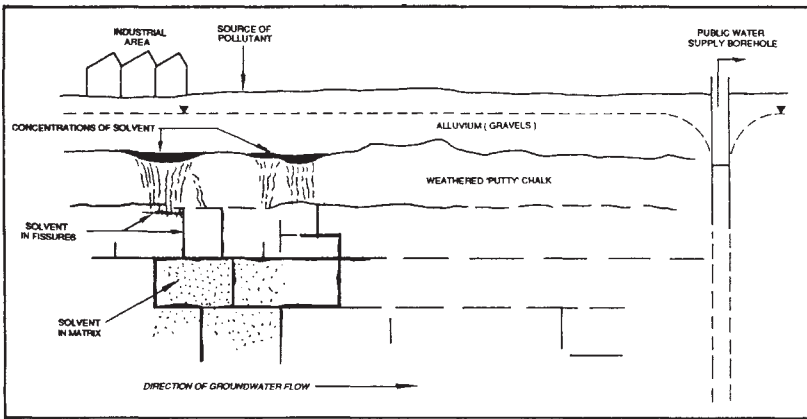 INDUSTRIAL
AREA
SOURCE OF
POLLUTANT
PUBLIC WATER
SUPPLY BOREHOLE
CONCENTRATIONS OF SOLVENT
ALLUVIUM ( GRAVELS )
WEATHERED 'PUTTY' CHALK
SOLVENT
IN FISSURES
SOLVENT
IN MATRIX
DIRECTION OF GROUNDWATER FLOW